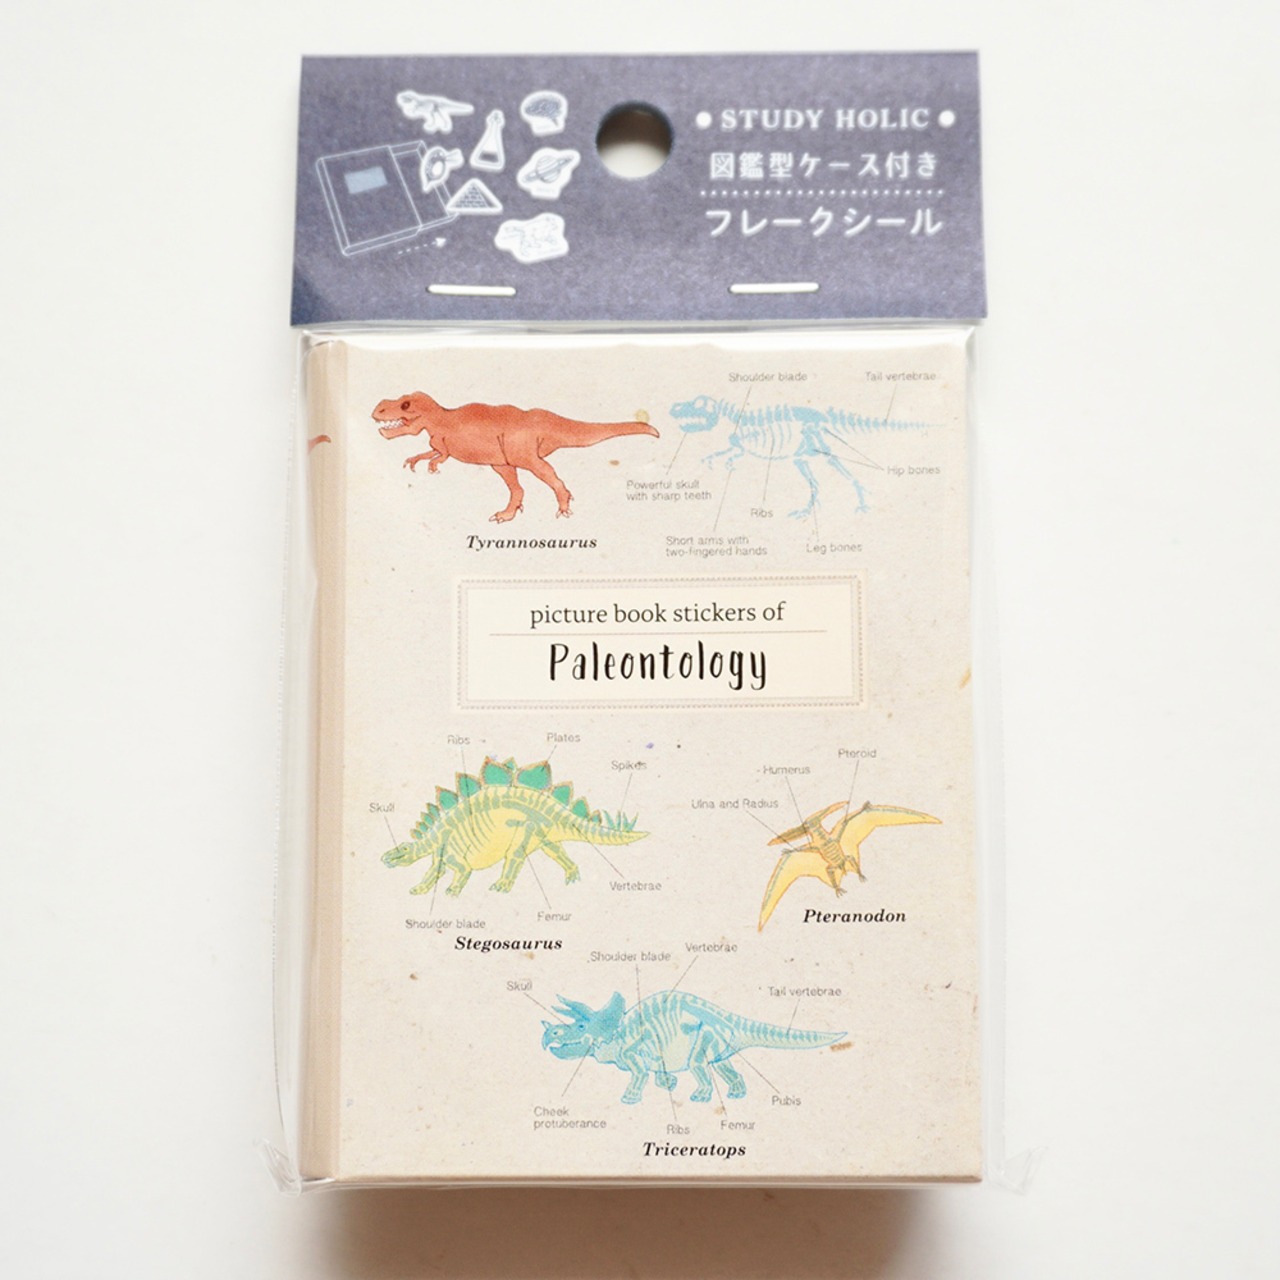 • STUDY HOLIC •
図鑑型ケース付き
フレークシール
Shoulder blade
Tail vertebrae
Hip bones
Powerful skull
with sharp teeth
Ribs
Short arms with
two-fingered hands
Leg bones
Tyrannosaurus
picture book stickers of
Paleontology
Ribs
Plates
Spikes
Skull
Vertebrae
Shoulder blade
Femur
Stegosaurus
Pteroid
Humerus
Ulna and Radius
Pteranodon
Shoulder blade
Vertebrae
Skull
Tail vertebrae
Cheek
protuberance
Pubis
Ribs
Femur
Triceratops